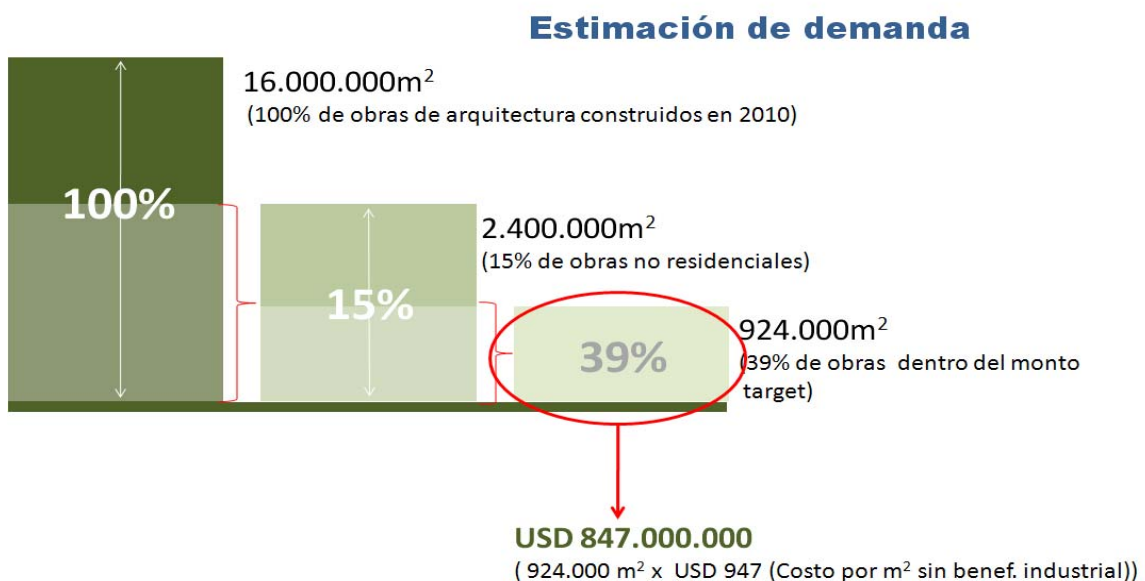 Estimación de demanda
16.000.000m²
(100% de obras de arquitectura construidos en 2010)
100%
2.400.000m²
(15% de obras no residenciales)
15%
924.000m²
(39% de obras dentro del monto
target)
39%
USD 847.000.000
( 924.000 m² x USD 947 (Costo por m² sin benef. industrial))